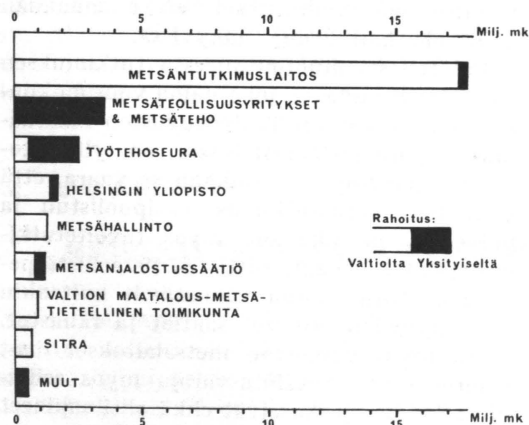 0 5 10 15 Milj. mk
METSÄNTUTKIMUSLAITOS
METSÄTEOLLISUUSYRITYKSET
& METSÄTEHO
TYÖTEHOSEURA
HELSINGIN YLIOPISTO
METSÄHALLINTO
Rahoitus:
Valtiolta Yksityiseltä
METSÄNJALOSTUSSÄÄTIÖ
VALTION MAATALOUS-METSÄ-
TIETEELLINEN TOIMIKUNTA
SITRA
MUUT
0 5 10 15 Milj. mk